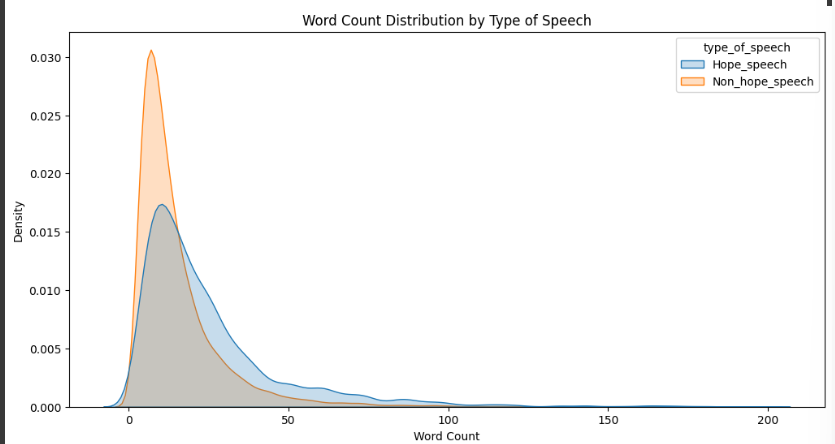 Word Count Distribution by Type of Speech
type_of_speech
Hope_speech
Non_hope_speech
0.030
0.025
0.020
0.015
0.010
0.005
0.000
Density
0 50 100 150 200
Word Count